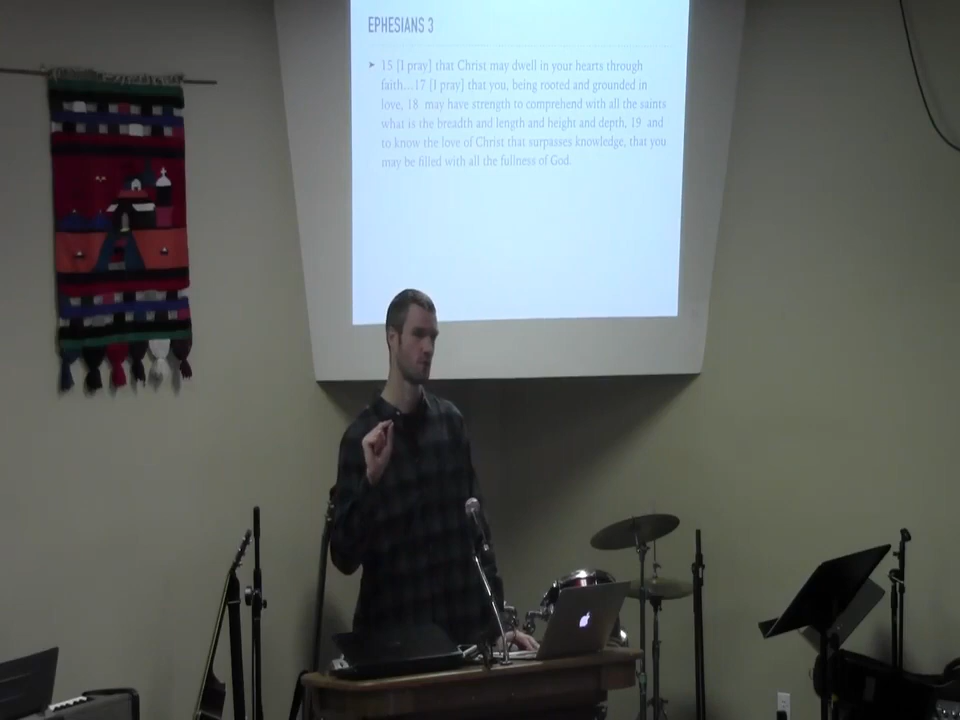 EPHESIANS 3
➤ 15 [I pray] that Christ may dwell in your hearts through
faith...17 [I pray] that you, being rooted and grounded in
love, 18 may have strength to comprehend with all the saints
what is the breadth and length and height and depth, 19 and
to know the love of Christ that surpasses knowledge, that you
may be filled with all the fullness of God.